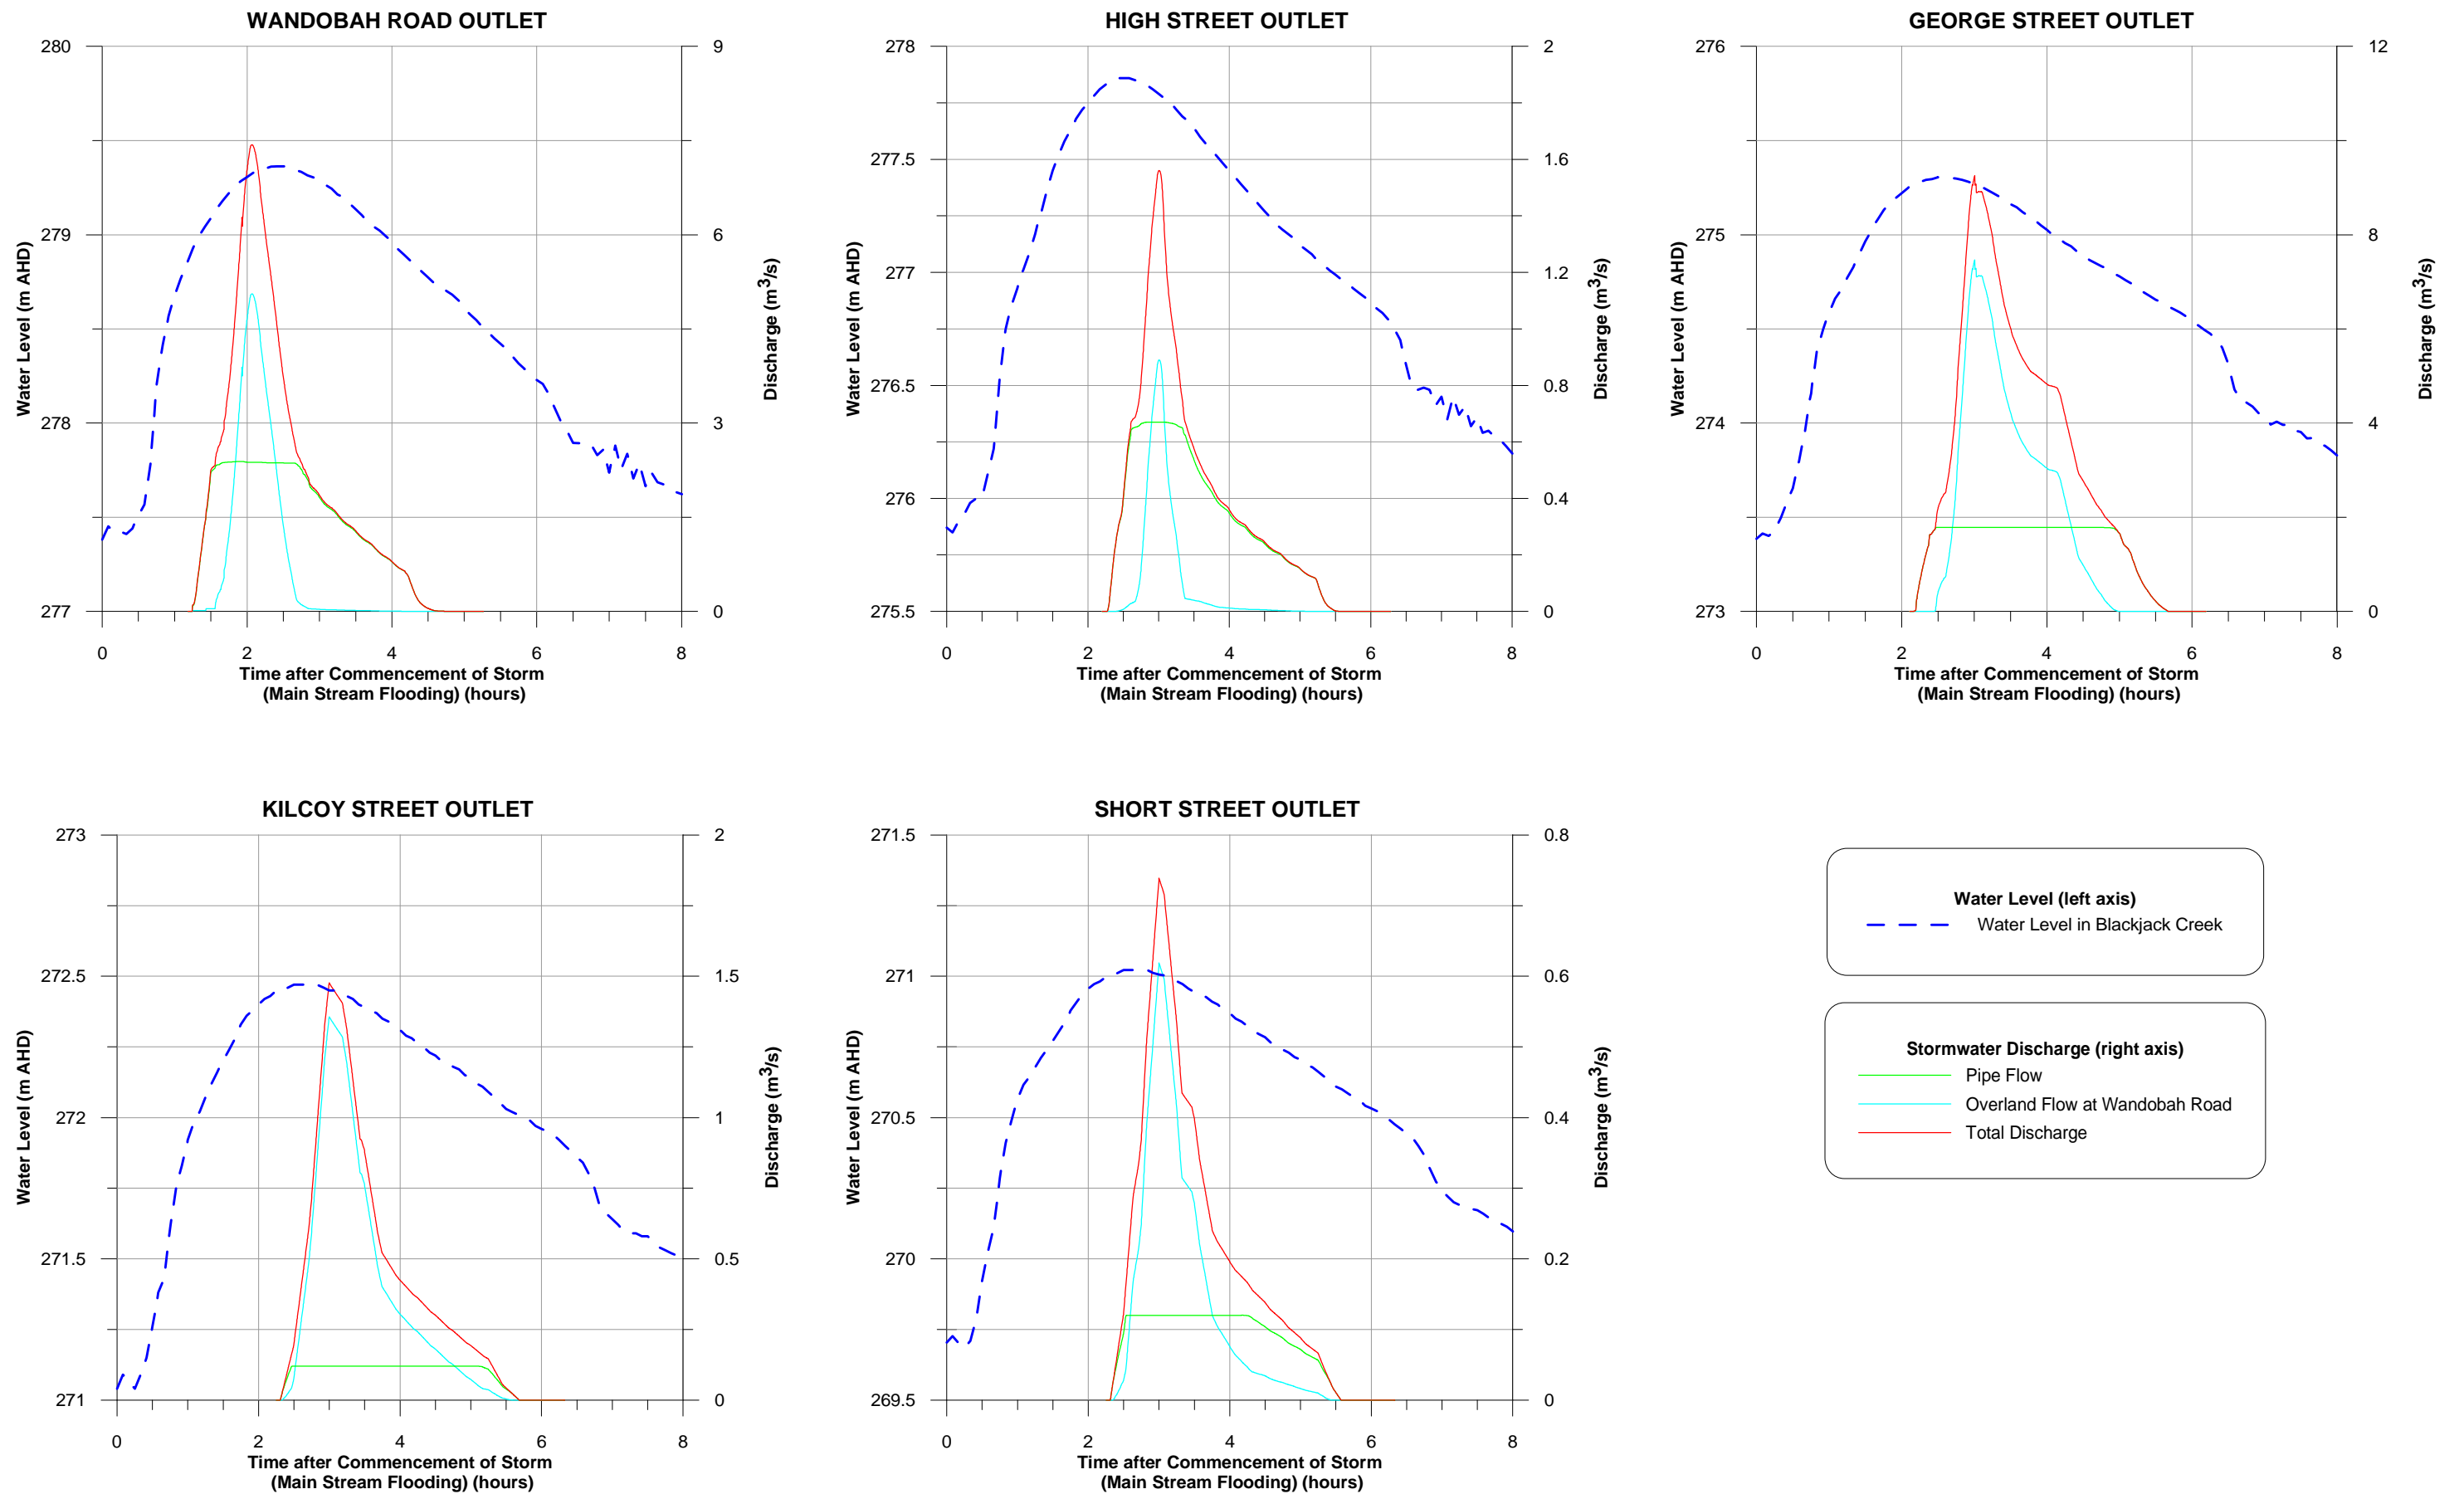 WANDOBAH ROAD OUTLET
280
279
278
277
9
6
3
0
0 2 4 6 8
Water Level (m AHD)
Discharge (m3/s)
Time after Commencement of Storm
(Main Stream Flooding) (hours)
HIGH STREET OUTLET
278
277.5
277
276.5
276
275.5
2
1.6
1.2
0.8
0.4
0
0 2 4 6 8
Water Level (m AHD)
Discharge (m3/s)
Time after Commencement of Storm
(Main Stream Flooding) (hours)
GEORGE STREET OUTLET
276
275
274
273
12
8
4
0
0 2 4 6 8
Water Level (m AHD)
Discharge (m3/s)
Time after Commencement of Storm
(Main Stream Flooding) (hours)
KILCOY STREET OUTLET
273
272.5
272
271.5
271
2
1.5
1
0.5
0
0 2 4 6 8
Water Level (m AHD)
Discharge (m3/s)
Time after Commencement of Storm
(Main Stream Flooding) (hours)
SHORT STREET OUTLET
271.5
271
270.5
270
269.5
0.8
0.6
0.4
0.2
0
0 2 4 6 8
Water Level (m AHD)
Discharge (m3/s)
Time after Commencement of Storm
(Main Stream Flooding) (hours)
Water Level (left axis)
Water Level in Blackjack Creek
Stormwater Discharge (right axis)
Pipe Flow
Overland Flow at Wandobah Road
Total Discharge